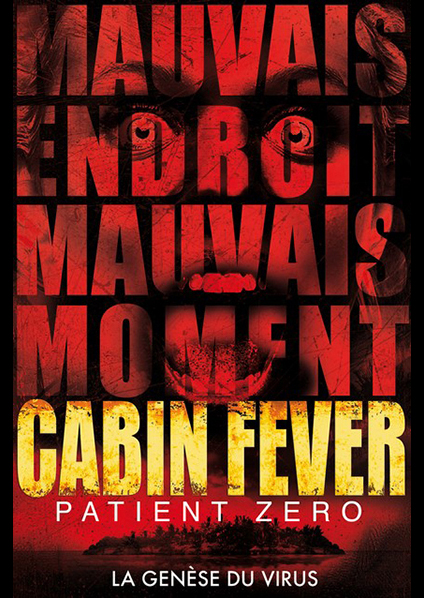 MAUVAIS
ENDROIT
MAUVAIS
MOMENT
CABIN FEVER
PATIENT ZERO
LA GENÈSE DU VIRUS